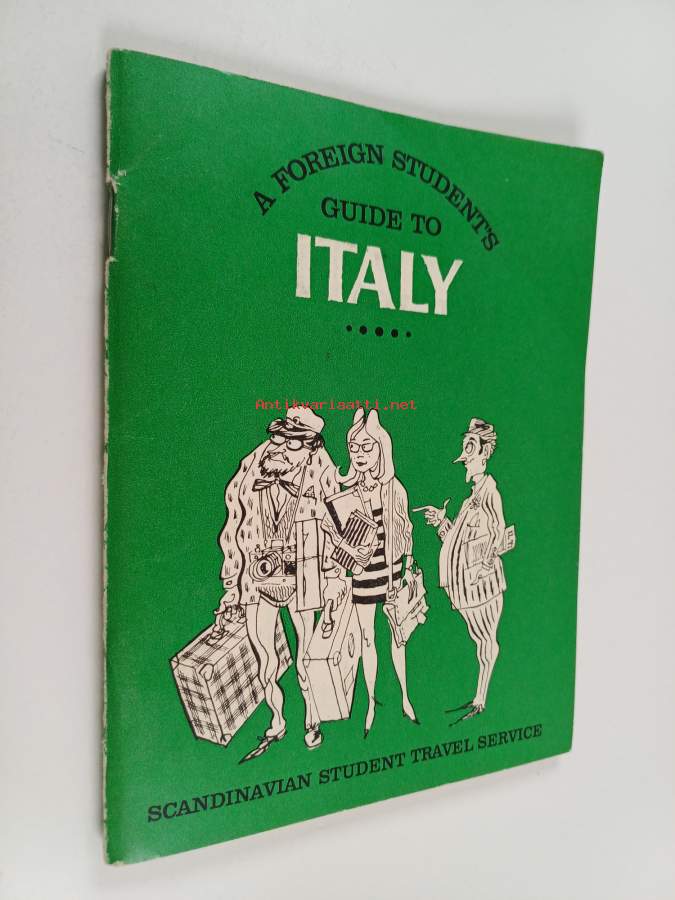 A FOREIGN STUDENT'S
GUIDE TO
ITALY
Antikvariaatti.net
SCANDINAVIAN STUDENT TRAVEL SERVICE